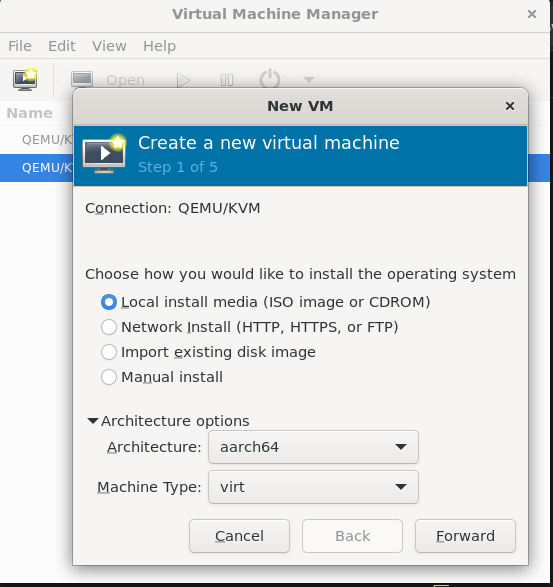 Virtual Machine Manager ×
File Edit View Help
Open
Name
QEMU/K
QEMU/K
New VM ×
Create a new virtual machine
Step 1 of 5
Connection: QEMU/KVM
Choose how you would like to install the operating system
Local install media (ISO image or CDROM)
Network Install (HTTP, HTTPS, or FTP)
Import existing disk image
Manual install
Architecture options
Architecture: aarch64
Machine Type: virt
Cancel Back Forward